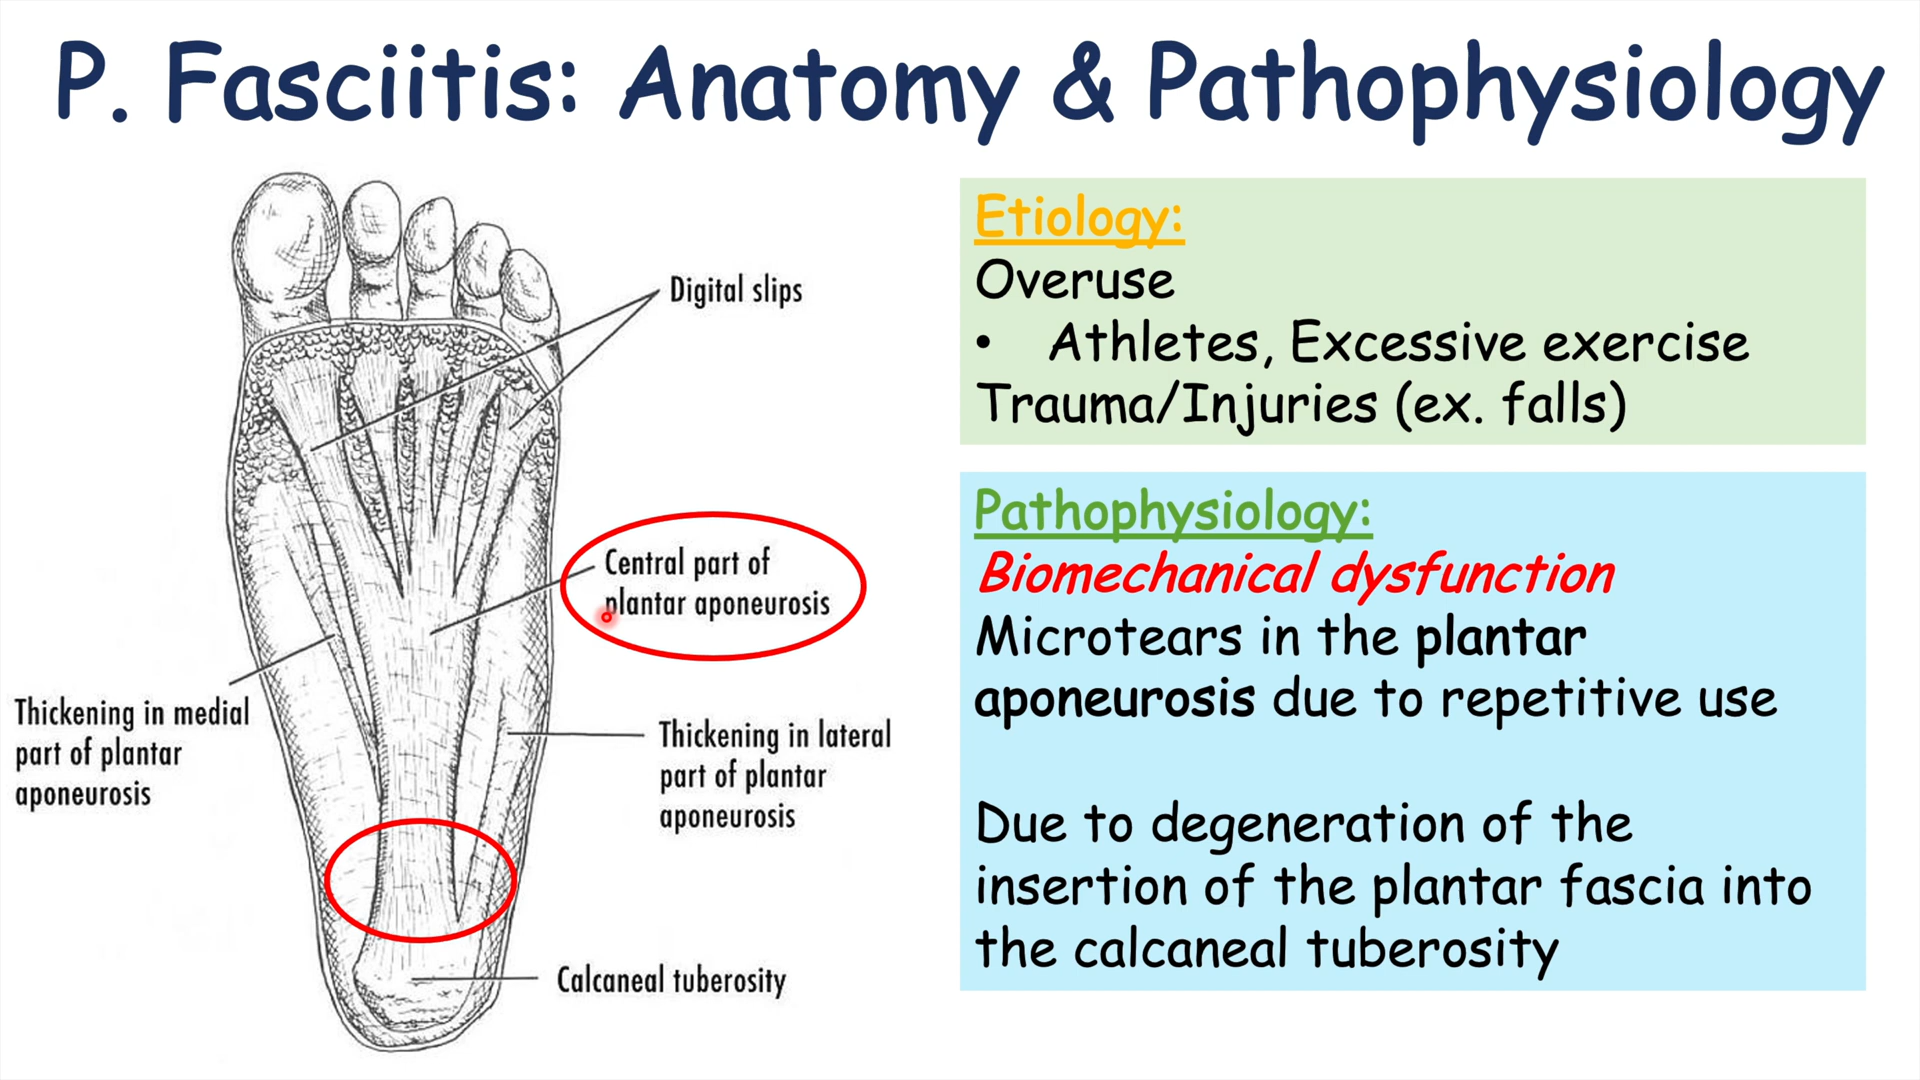 P. Fasciitis: Anatomy & Pathophysiology
Digital slips
Central part of
plantar aponeurosis
Thickening in medial
part of plantar
aponeurosis
Thickening in lateral
part of plantar
aponeurosis
Calcaneal tuberosity
Etiology:
Overuse
• Athletes, Excessive exercise
Trauma/Injuries (ex. falls)
Pathophysiology:
Biomechanical dysfunction
Microtears in the plantar
aponeurosis due to repetitive use
Due to degeneration of the
insertion of the plantar fascia into
the calcaneal tuberosity